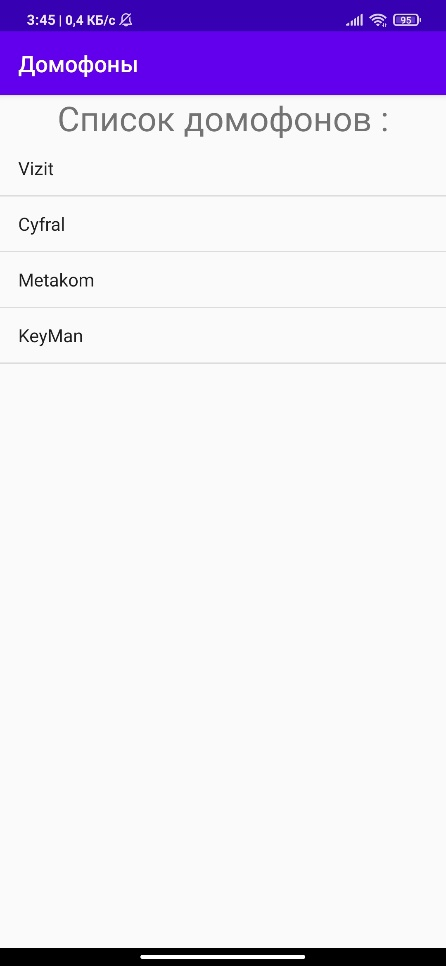 3:45 | 0,4 КБ/с 95
Домофоны
Список домофонов :
Vizit
Cyfral
Metakom
KeyMan